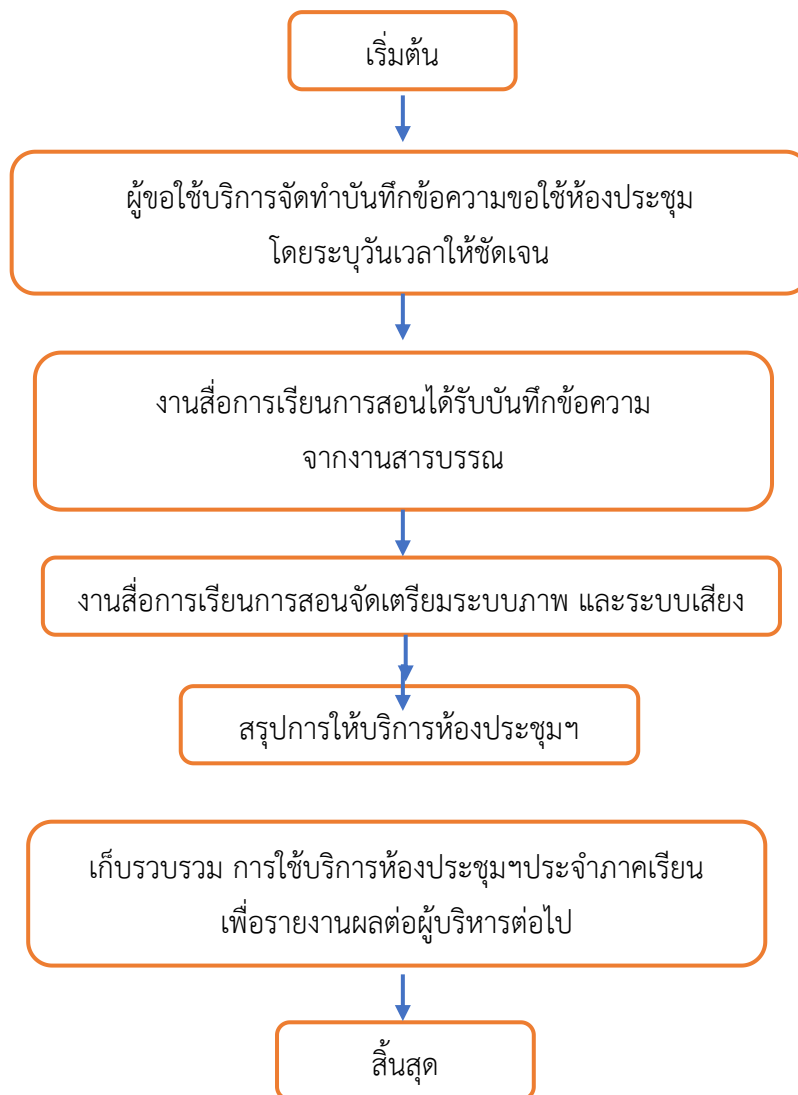 เริ่มต้น
ผู้ขอใช้บริการจัดทำบันทึกข้อความขอใช้ห้องประชุม
โดยระบุวันเวลาให้ชัดเจน
งานสื่อการเรียนการสอนได้รับบันทึกข้อความ
จากงานสารบรรณ
งานสื่อการเรียนการสอนจัดเตรียมระบบภาพ และระบบเสียง
สรุปการให้บริการห้องประชุมฯ
เก็บรวบรวม การใช้บริการห้องประชุมฯประจำภาคเรียน
เพื่อรายงานผลต่อผู้บริหารต่อไป
สิ้นสุด